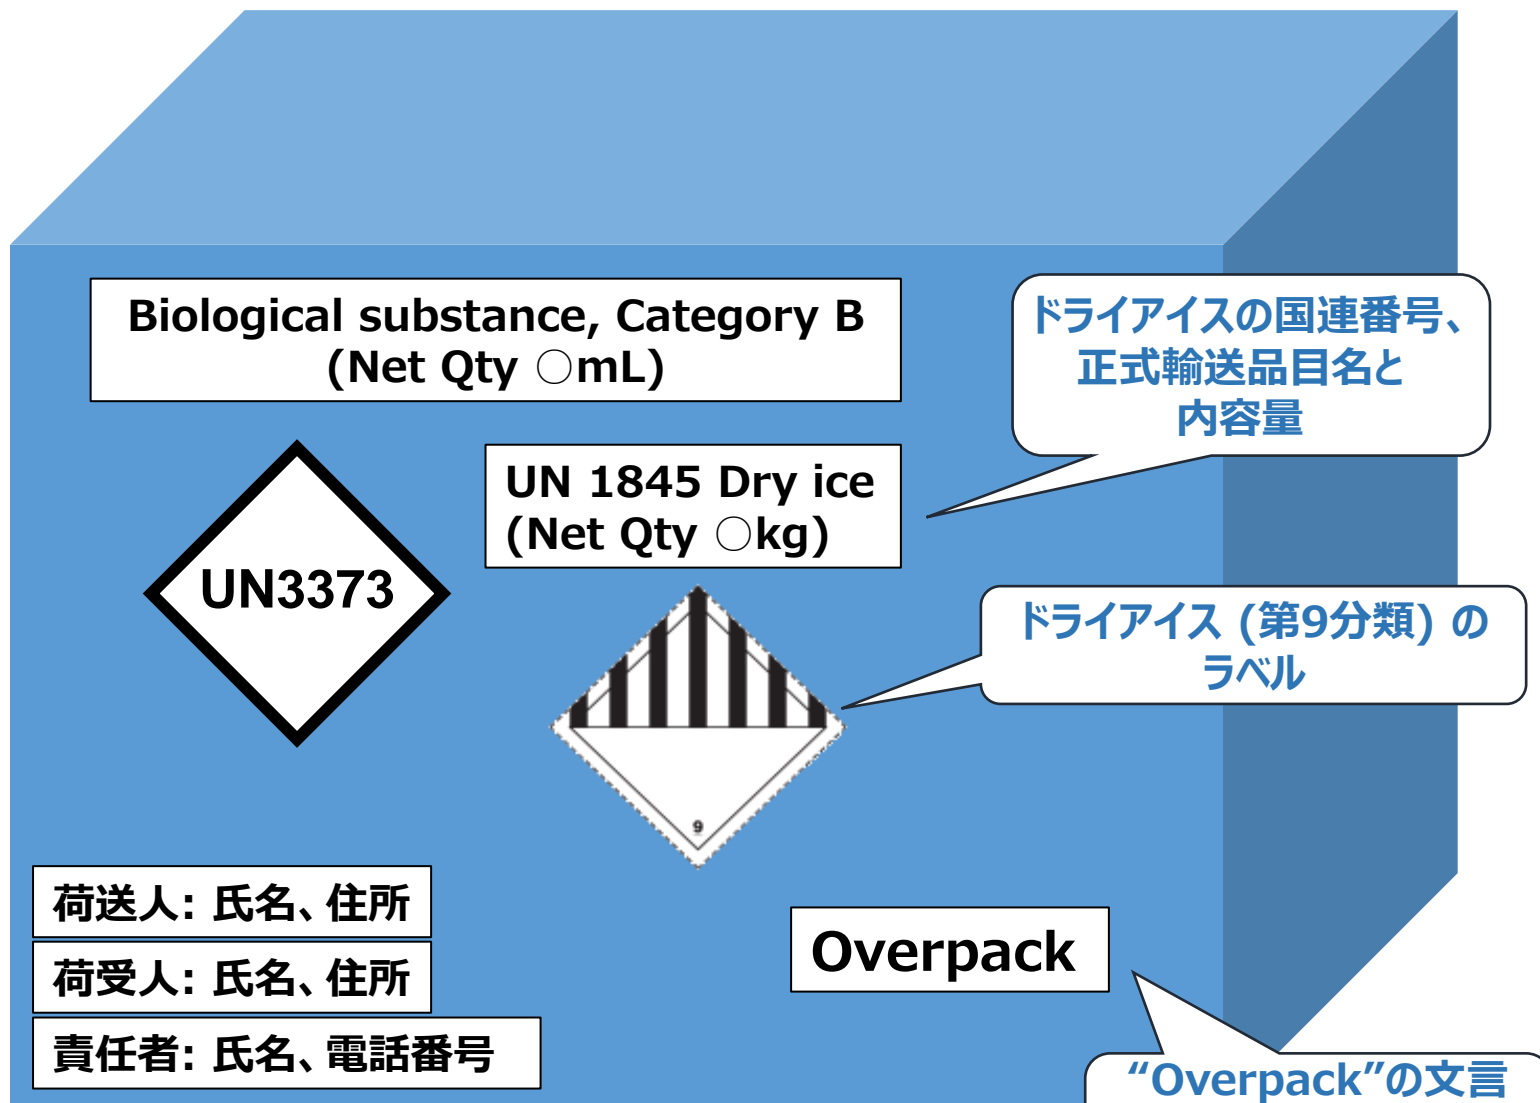 Biological substance, Category B
(Net Qty ○mL)
ドライアイスの国連番号、
正式輸送品目名と
内容量
UN 1845 Dry ice
(Net Qty ○kg)
UN3373
ドライアイス (第9分類) の
ラベル
9
荷送人: 氏名、住所
荷受人: 氏名、住所
責任者: 氏名、電話番号
Overpack
“Overpack”の文言